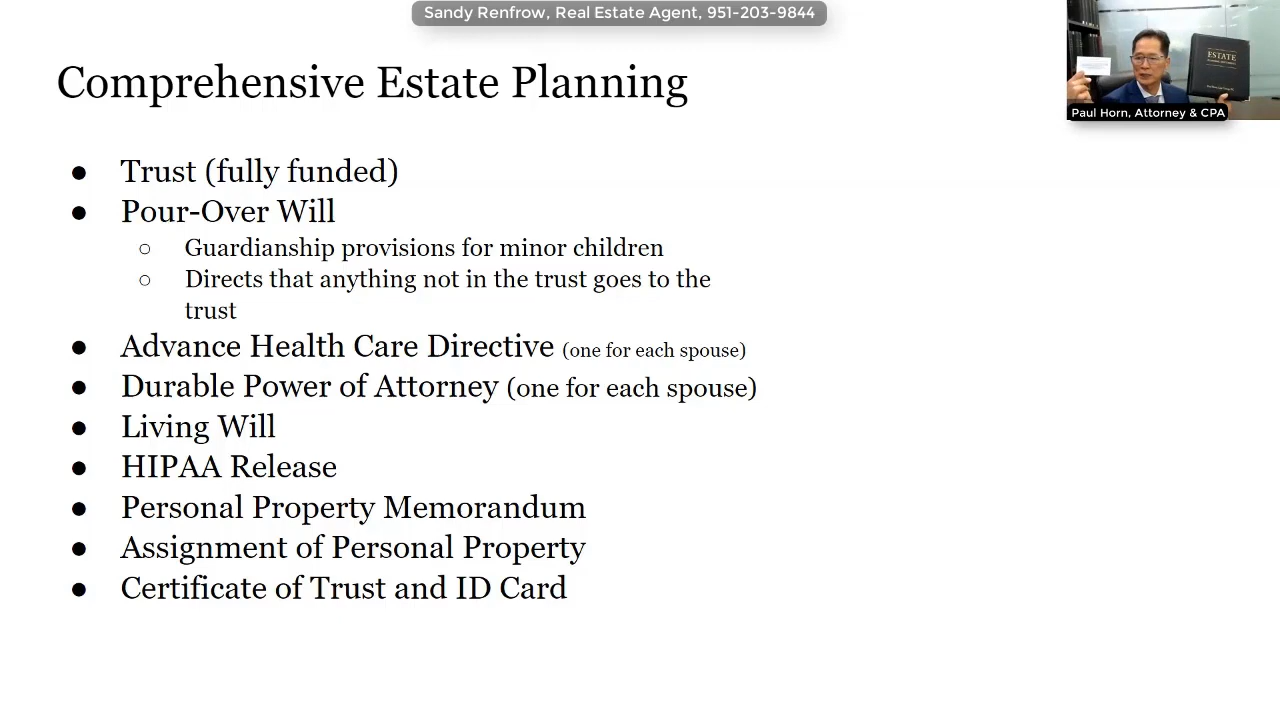 Sandy Renfrow, Real Estate Agent, 951-203-9844
Comprehensive Estate Planning
● Trust (fully funded)
● Pour-Over Will
○ Guardianship provisions for minor children
○ Directs that anything not in the trust goes to the
trust
● Advance Health Care Directive (one for each spouse)
● Durable Power of Attorney (one for each spouse)
● Living Will
● HIPAA Release
● Personal Property Memorandum
● Assignment of Personal Property
● Certificate of Trust and ID Card
ESTATE
Paul Horn, Attorney & CPA